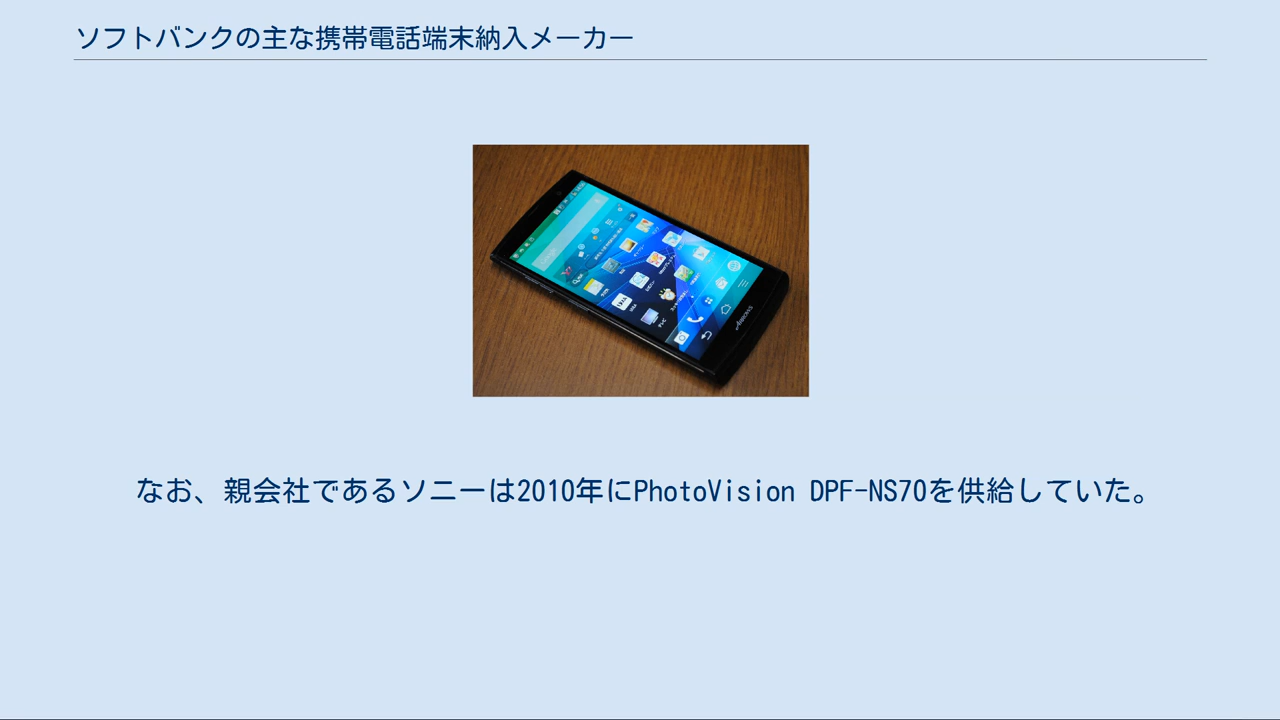 ソフトバンクの主な携帯電話端末納入メーカー
なお、親会社であるソニーは2010年にPhotoVision DPF-NS70を供給していた。